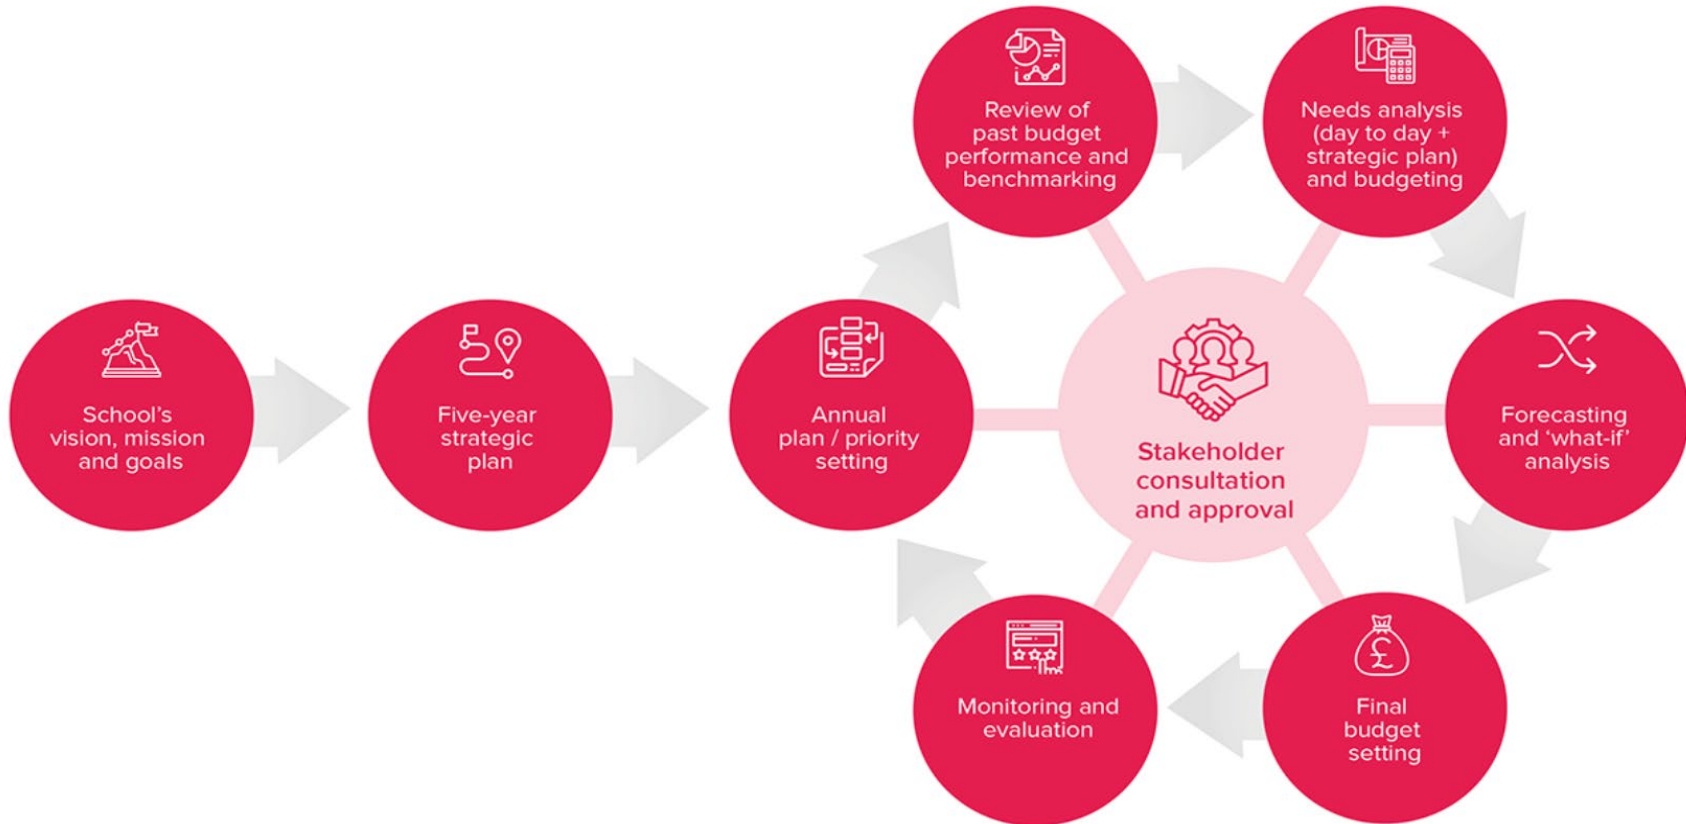 School's
vision, mission
and goals
Five-year
strategic
plan
Annual
plan / priority
setting
Review of
past budget
performance and
benchmarking
Needs analysis
(day to day +
strategic plan)
and budgeting
Forecasting
and ‘what-if’
analysis
Final
budget
setting
£
Monitoring and
evaluation
Stakeholder
consultation
and approval